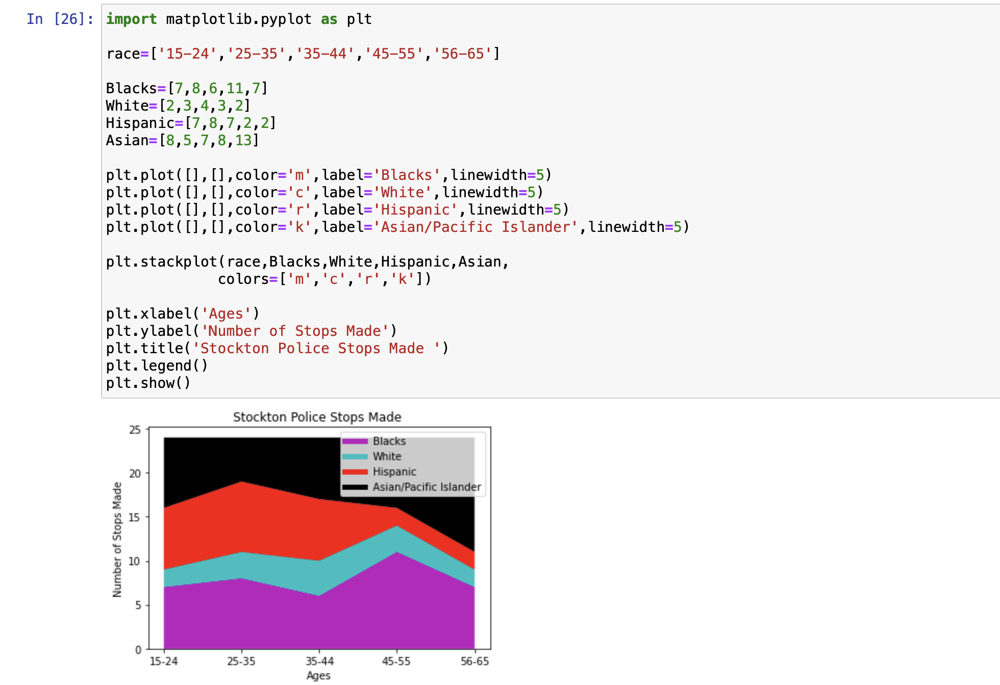 In [26]: import matplotlib.pyplot as plt
race=['15-24','25-35','35-44','45-55','56-65']
Blacks=[7,8,6,11,7]
White=[2,3,4,3,2]
Hispanic=[7,8,7,2,2]
Asian=[8,5,7,8,13]
plt.plot([],[],color='m',label='Blacks',linewidth=5)
plt.plot([],[],color='c',label='White',linewidth=5)
plt.plot([],[],color='r',label='Hispanic',linewidth=5)
plt.plot([],[],color='k',label='Asian/Pacific Islander',linewidth=5)
plt.stackplot(race,Blacks,White,Hispanic,Asian,
colors=['m','c','r','k'])
plt.xlabel('Ages')
plt.ylabel('Number of Stops Made')
plt.title('Stockton Police Stops Made ')
plt.legend()
plt.show()
Stockton Police Stops Made
25
20
15
10
5
0
Number of Stops Made
Blacks
White
Hispanic
Asian/Pacific Islander
15-24 25-35 35-44 45-55 56-65
Ages